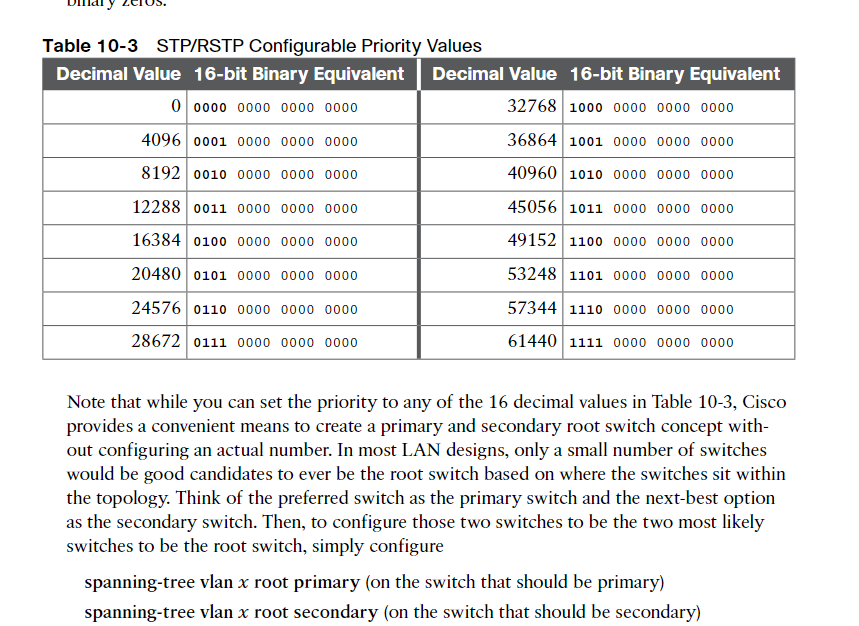 binary zeros.
Table 10-3 STP/RSTP Configurable Priority Values
Decimal Value 16-bit Binary Equivalent Decimal Value 16-bit Binary Equivalent
0 0000 0000 0000 0000 32768 1000 0000 0000 0000
4096 0001 0000 0000 0000 36864 1001 0000 0000 0000
8192 0010 0000 0000 0000 40960 1010 0000 0000 0000
12288 0011 0000 0000 0000 45056 1011 0000 0000 0000
16384 0100 0000 0000 0000 49152 1100 0000 0000 0000
20480 0101 0000 0000 0000 53248 1101 0000 0000 0000
24576 0110 0000 0000 0000 57344 1110 0000 0000 0000
28672 0111 0000 0000 0000 61440 1111 0000 0000 0000
Note that while you can set the priority to any of the 16 decimal values in Table 10-3, Cisco
provides a convenient means to create a primary and secondary root switch concept with-
out configuring an actual number. In most LAN designs, only a small number of switches
would be good candidates to ever be the root switch based on where the switches sit within
the topology. Think of the preferred switch as the primary switch and the next-best option
as the secondary switch. Then, to configure those two switches to be the two most likely
switches to be the root switch, simply configure
spanning-tree vlan x root primary (on the switch that should be primary)
spanning-tree vlan x root secondary (on the switch that should be secondary)